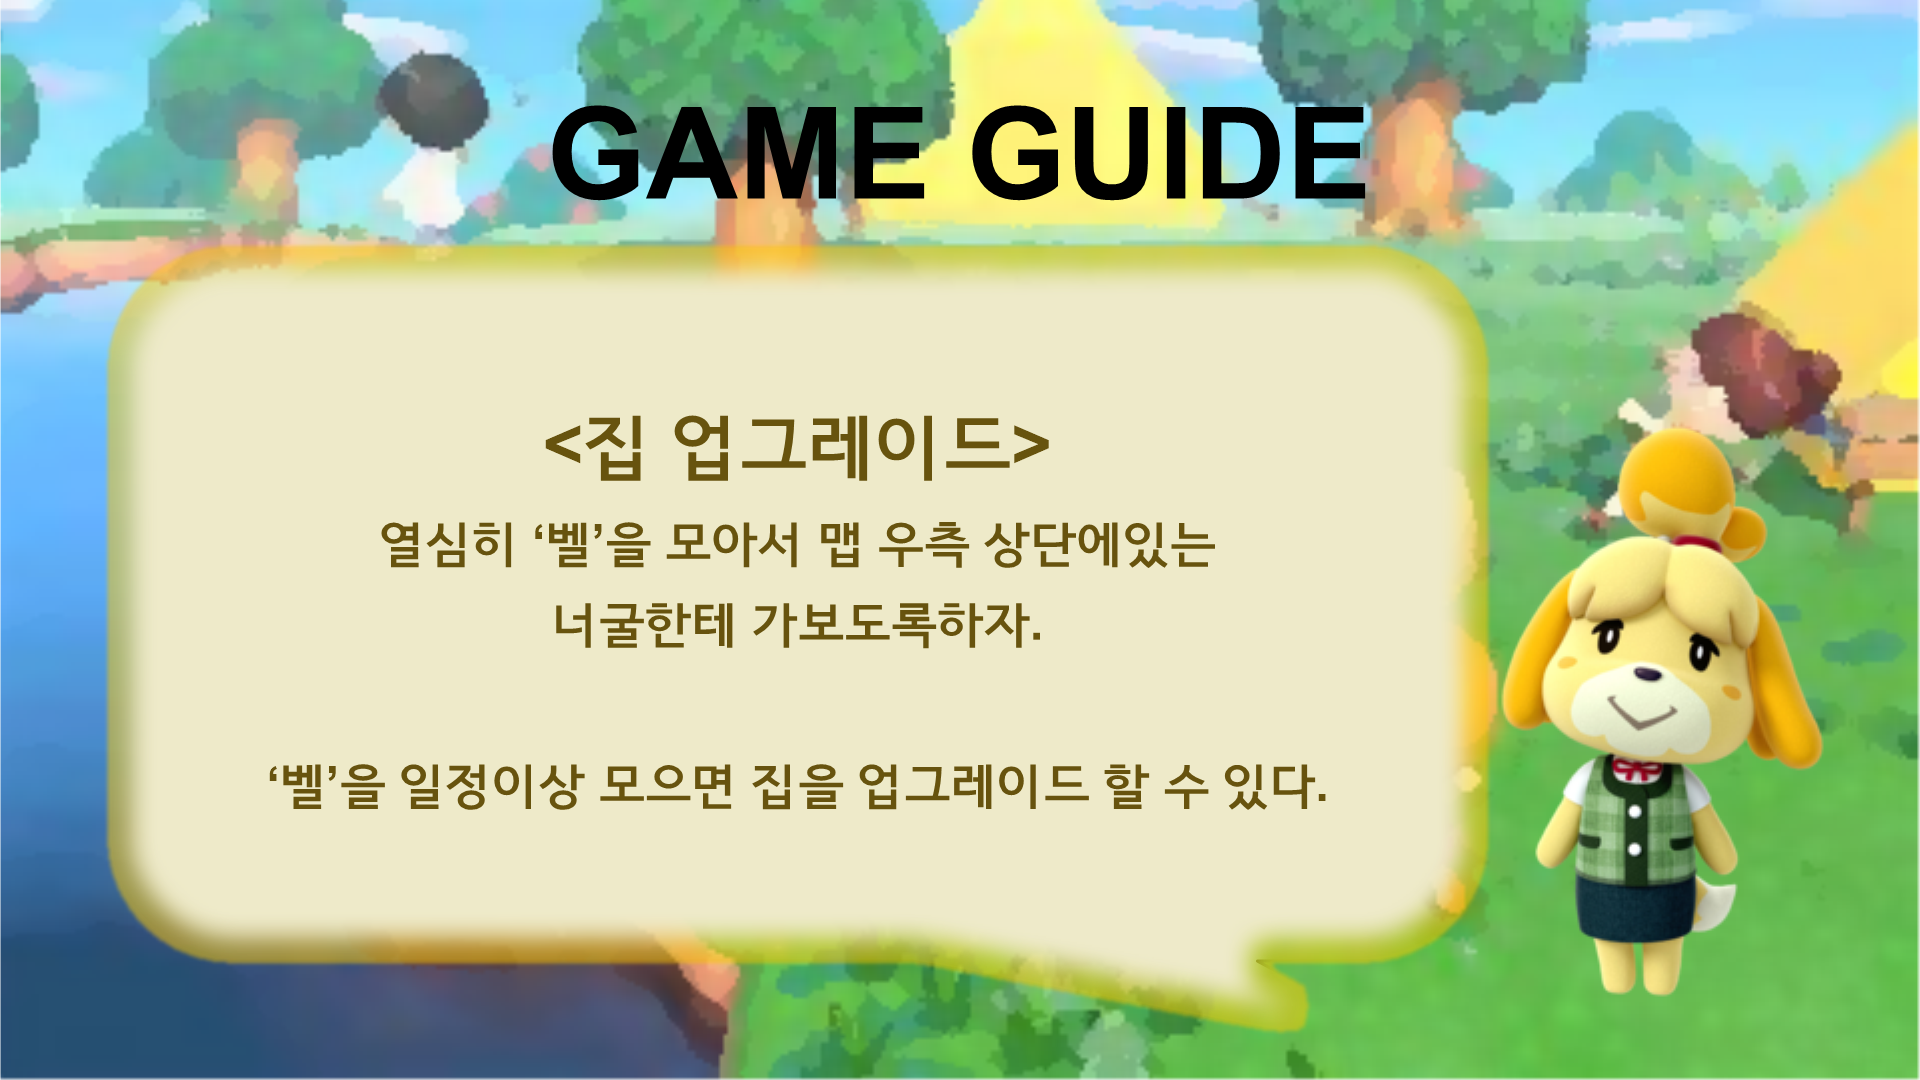 GAME GUIDE
<집 업그레이드>
열심히 ‘벨’을 모아서 맵 우측 상단에있는
너굴한테 가보도록하자.
‘벨’을 일정이상 모으면 집을 업그레이드 할 수 있다.